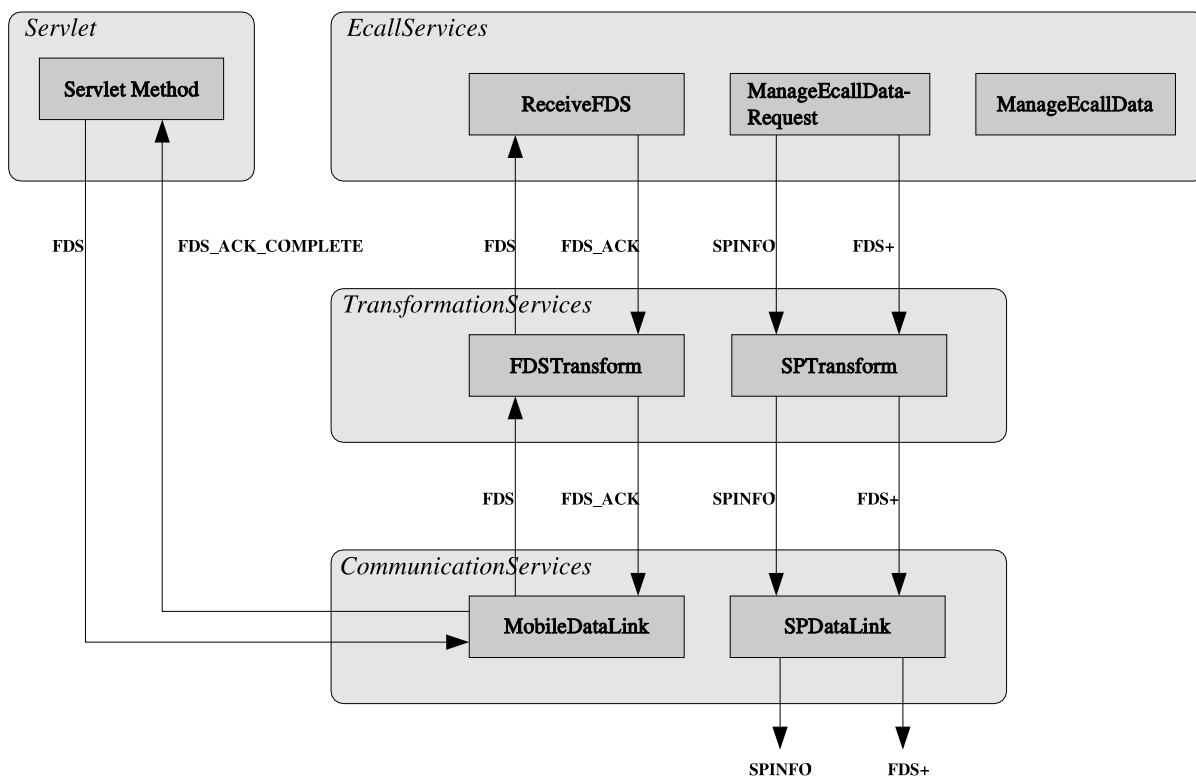 Servlet
EcallServices
Servlet Method
ReceiveFDS
ManageEcallData-
Request
ManageEcallData
FDS
FDS_ACK_COMPLETE
FDS
FDS_ACK
SPINFO
FDS+
TransformationServices
FDSTransform
SPTransform
FDS
FDS_ACK
SPINFO
FDS+
CommunicationServices
MobileDataLink
SPDataLink
SPINFO
FDS+